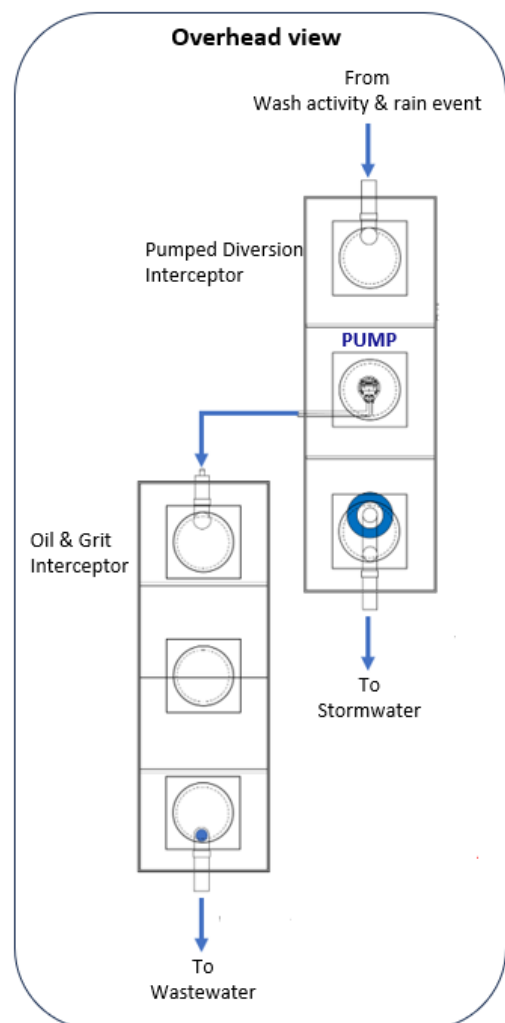 Overhead view
From
Wash activity & rain event
Pumped Diversion
Interceptor
PUMP
Oil & Grit
Interceptor
To
Stormwater
To
Wastewater